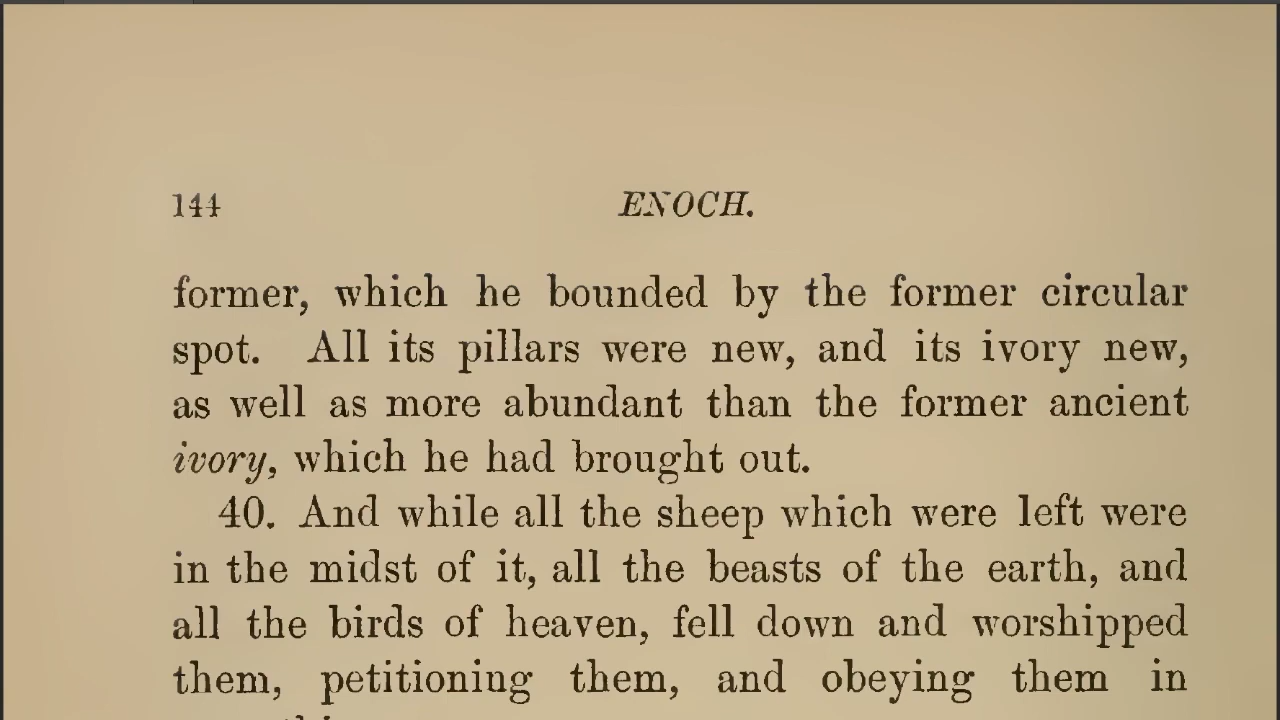 144 ENOCH.
former, which he bounded by the former circular
spot. All its pillars were new, and its ivory new,
as well as more abundant than the former ancient
ivory, which he had brought out.
40. And while all the sheep which were left were
in the midst of it, all the beasts of the earth, and
all the birds of heaven, fell down and worshipped
them, petitioning them, and obeying them in